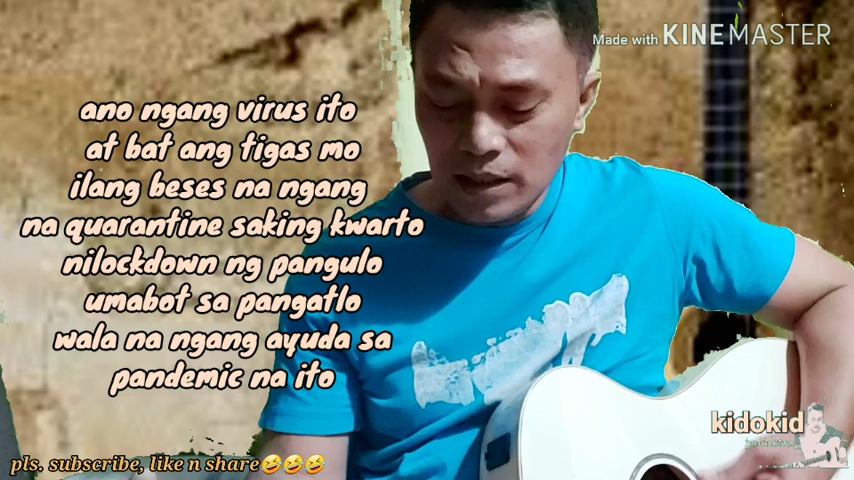 Made with KINEMASTER
ano ngang virus ito
at bat ang tigas mo
ilang beses na ngang
na quarantine saking kwarto
nilockdown ng pangulo
umabot sa pangatlo
wala na ngang ayuda sa
pandemic na ito
kidokid
pls. subscribe, like n share🤣🤣🤣